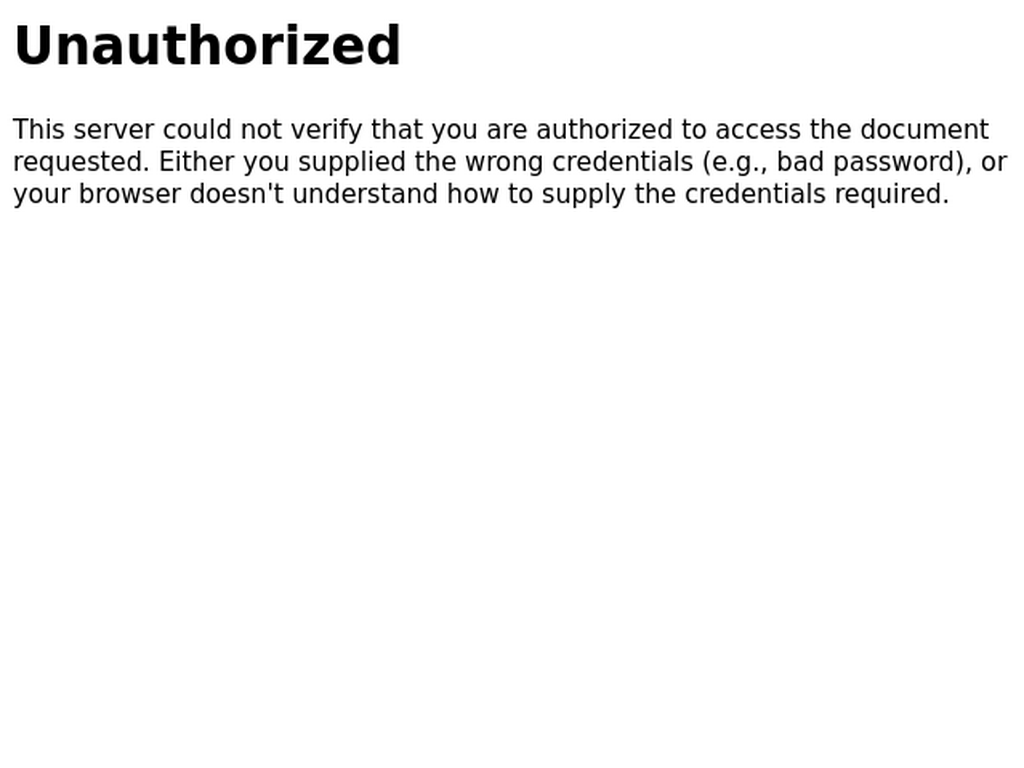 Unauthorized
This server could not verify that you are authorized to access the document
requested. Either you supplied the wrong credentials (e.g., bad password), or
your browser doesn't understand how to supply the credentials required.